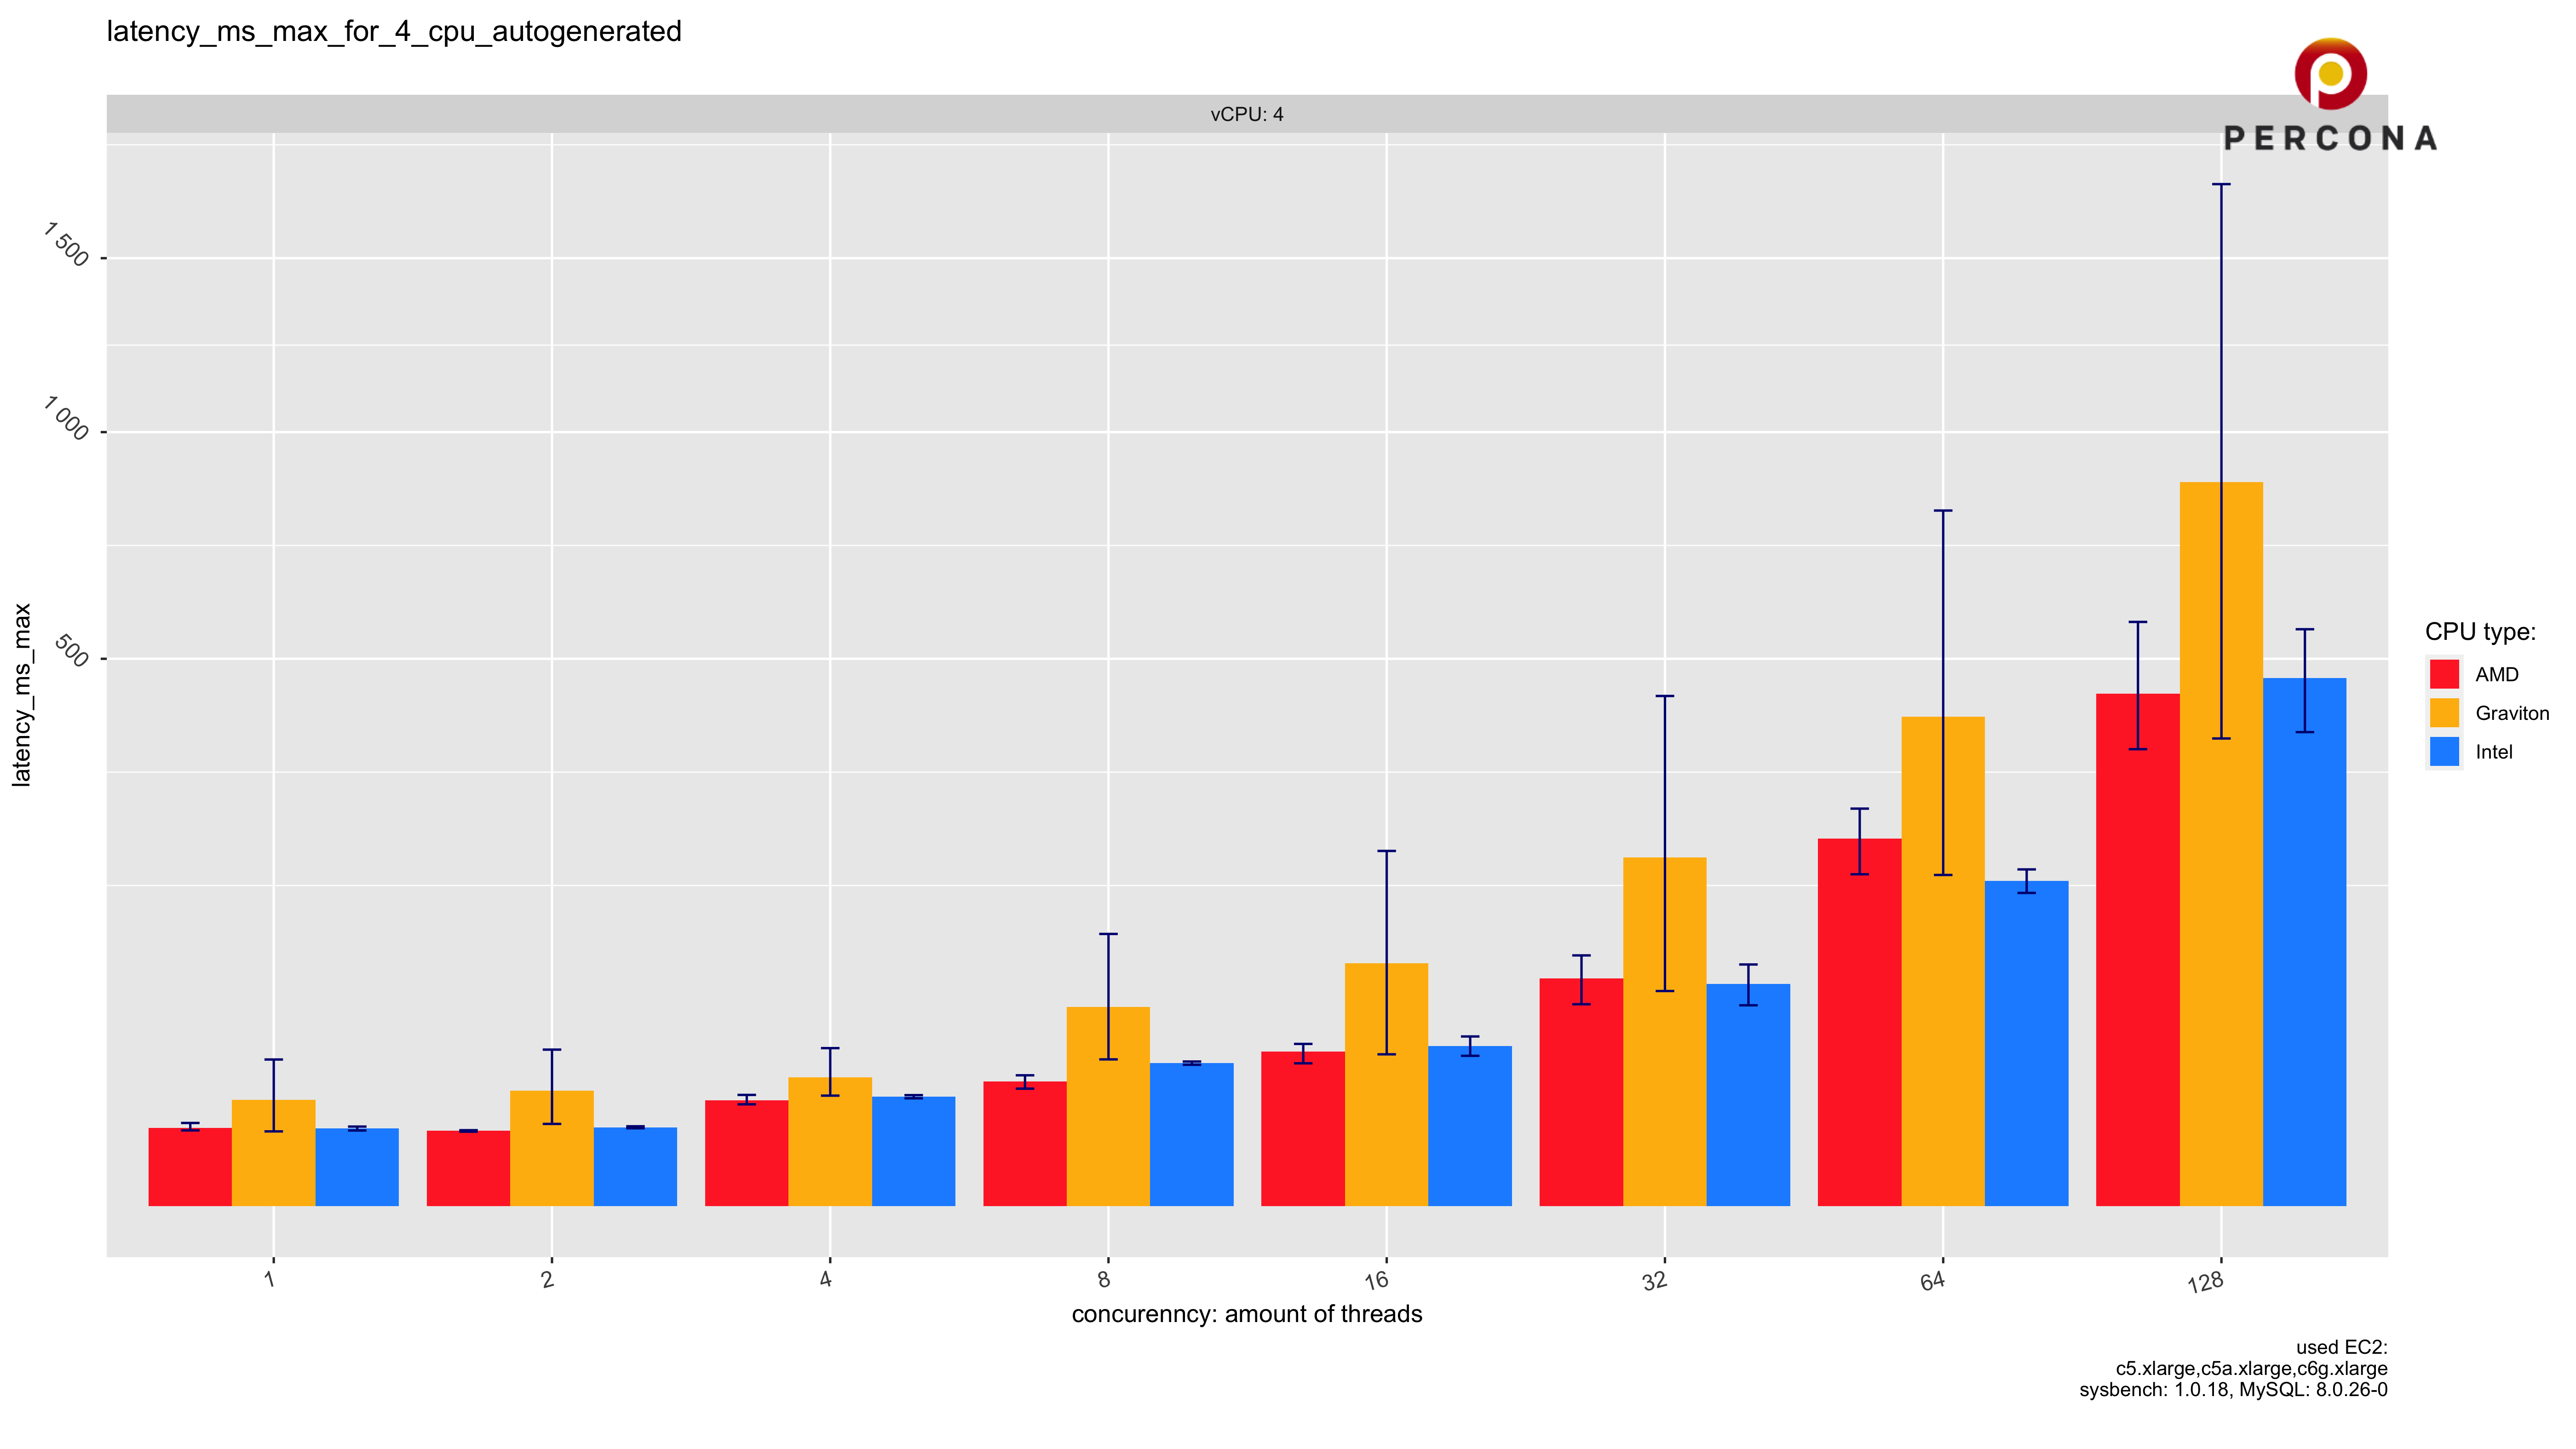 latency_ms_max_for_4_cpu_autogenerated
PERCONA
vCPU: 4
1 500
1 000
500
latency_ms_max
CPU type:
AMD
Graviton
Intel
1
2
4
8
16
32
64
128
concurenncy: amount of threads
used EC2:
c5.xlarge,c5a.xlarge,c6g.xlarge
sysbench: 1.0.18, MySQL: 8.0.26-0